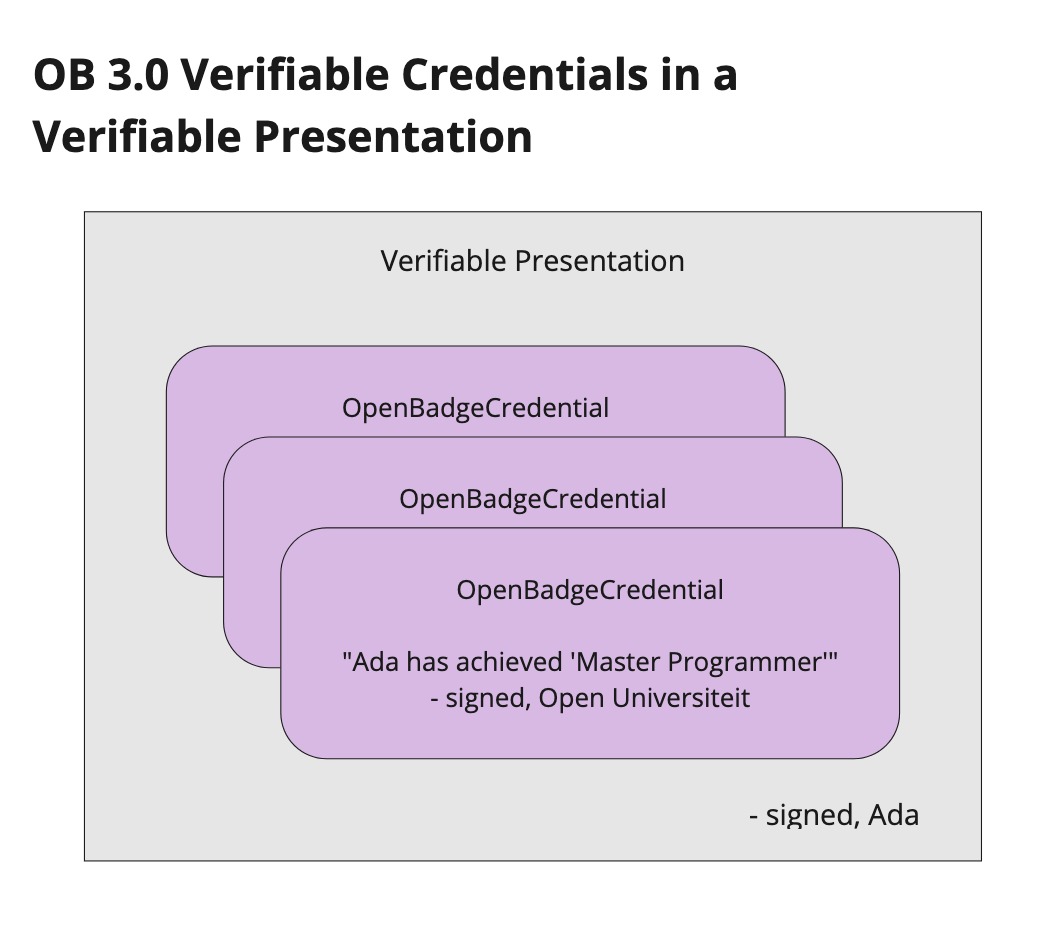 OB 3.0 Verifiable Credentials in a
Verifiable Presentation
Verifiable Presentation
OpenBadgeCredential
OpenBadgeCredential
OpenBadgeCredential
"Ada has achieved 'Master Programmer'"
- signed, Open Universiteit
- signed, Ada